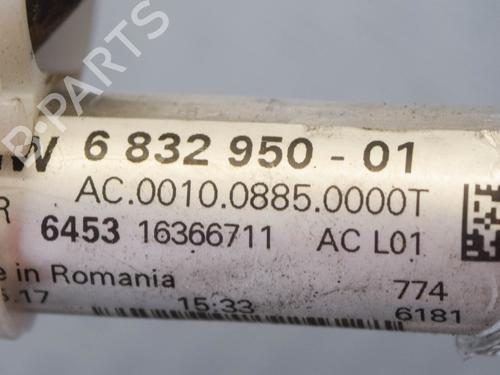 B-PARTS
W 6 832 950 - 01
AC.0010.0885.0000T
R 6453 16366711 AC L01
e in Romania 774
.17 15:33 6181